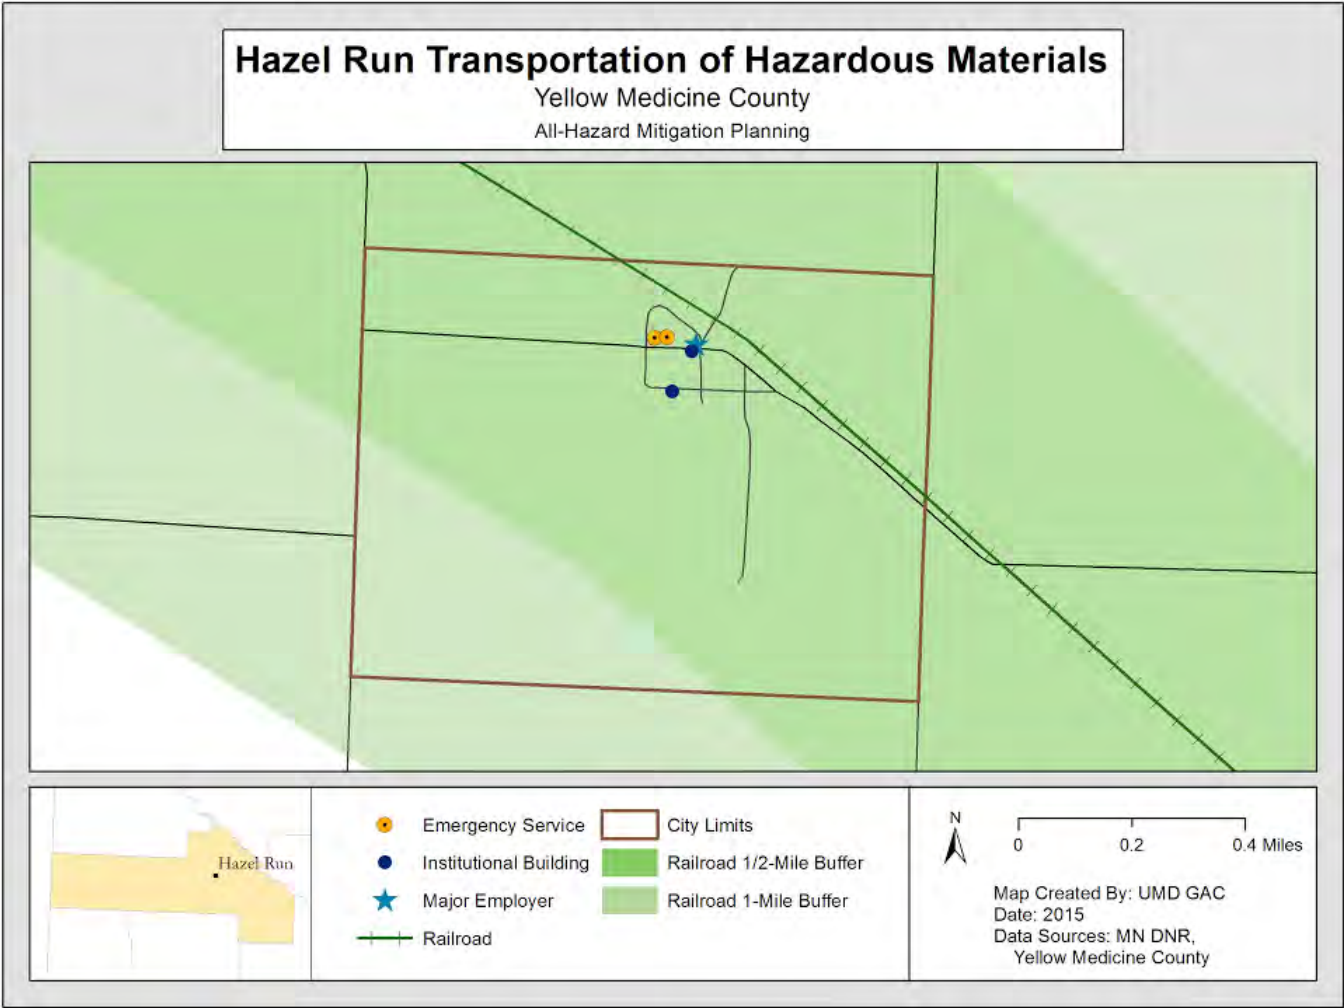 Hazel Run Transportation of Hazardous Materials
Yellow Medicine County
All-Hazard Mitigation Planning
Hazel Run
Emergency Service
Institutional Building
Major Employer
Railroad
City Limits
Railroad 1/2-Mile Buffer
Railroad 1-Mile Buffer
N
0 0.2 0.4 Miles
Map Created By: UMD GAC
Date: 2015
Data Sources: MN DNR,
Yellow Medicine County